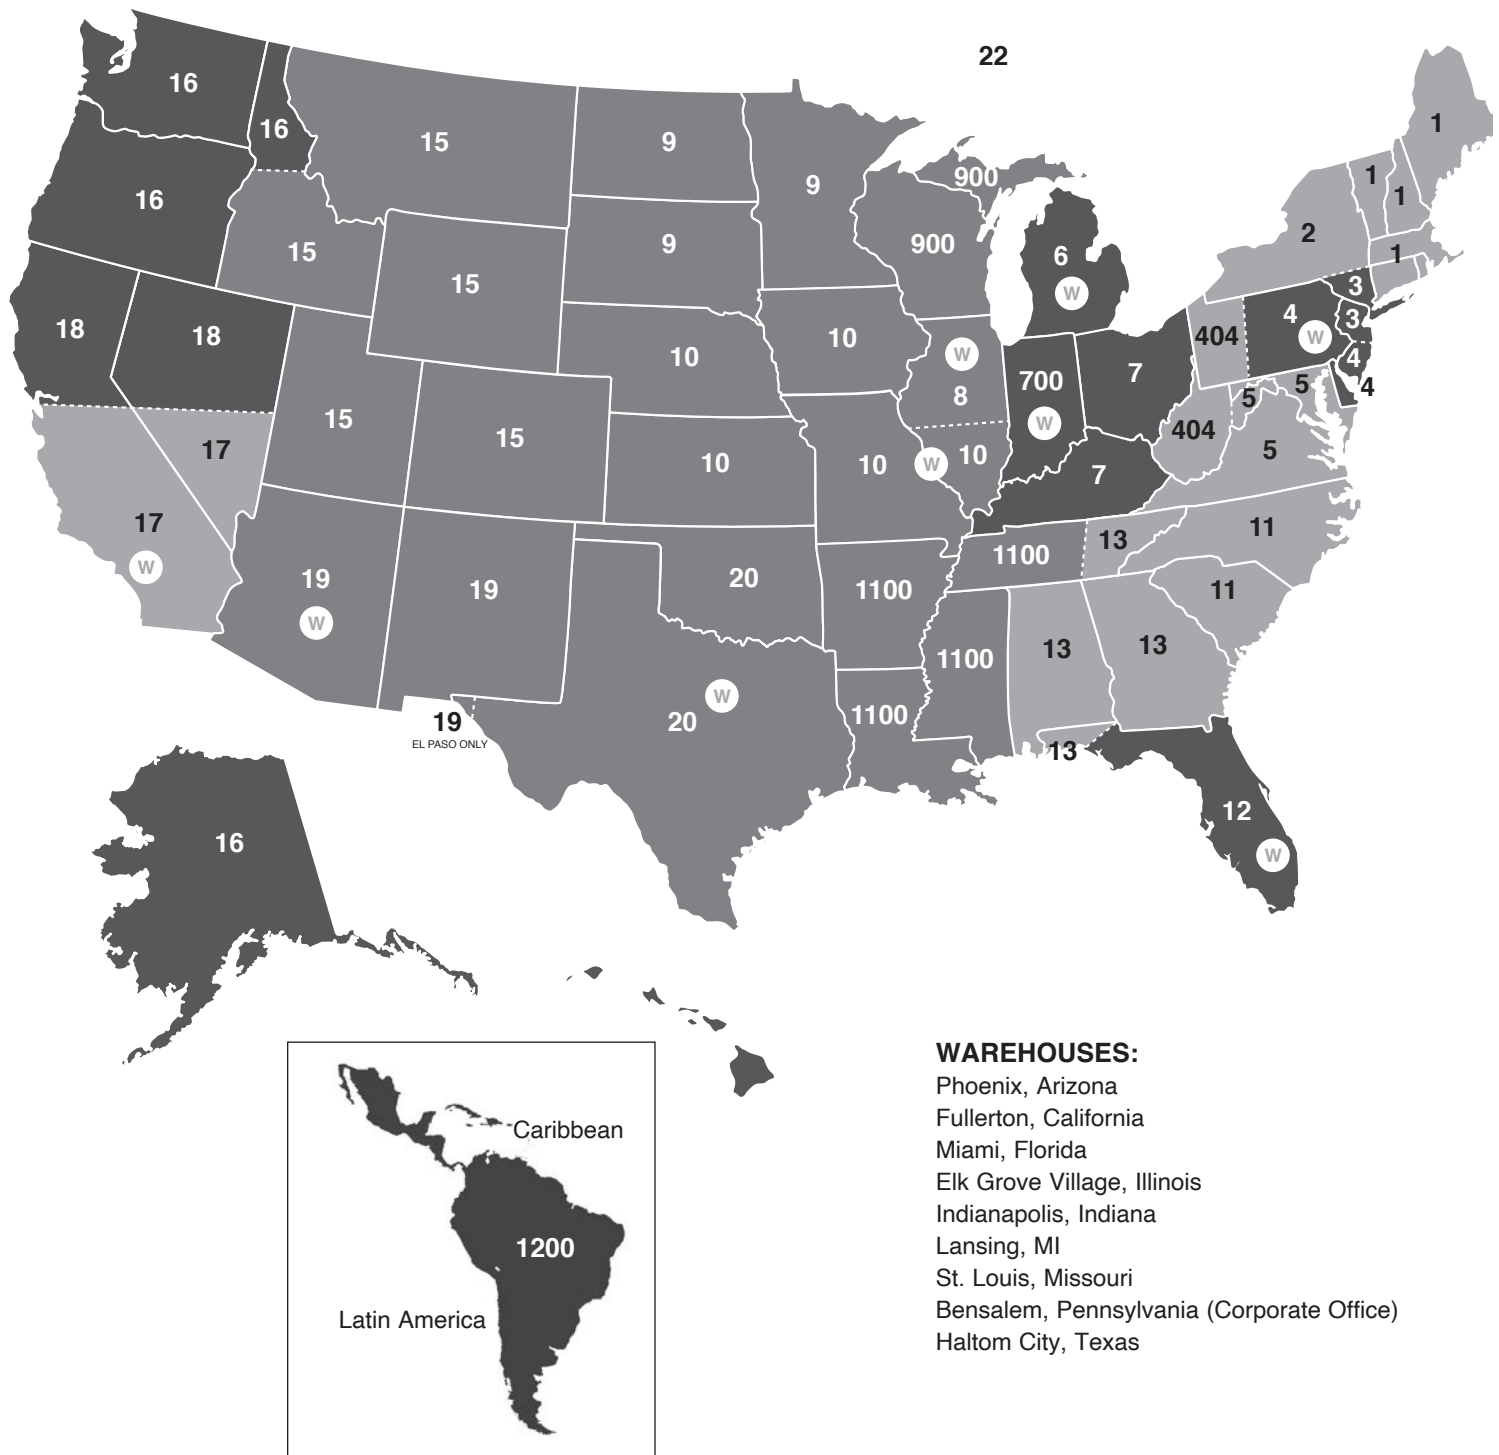 22
16
16
15
9
9
900
1
1
1
16
15
15
9
900
6
W
2
1
3
18
18
10
10
W
8
700
W
7
404
4
W
3
4
4
5
5
17
15
15
10
10
W
10
7
404
5
17
W
19
W
19
20
1100
1100
13
11
11
1100
13
13
19
EL PASO ONLY
20
W
1100
13
12
W
16
Caribbean
1200
Latin America
WAREHOUSES:
Phoenix, Arizona
Fullerton, California
Miami, Florida
Elk Grove Village, Illinois
Indianapolis, Indiana
Lansing, MI
St. Louis, Missouri
Bensalem, Pennsylvania (Corporate Office)
Haltom City, Texas